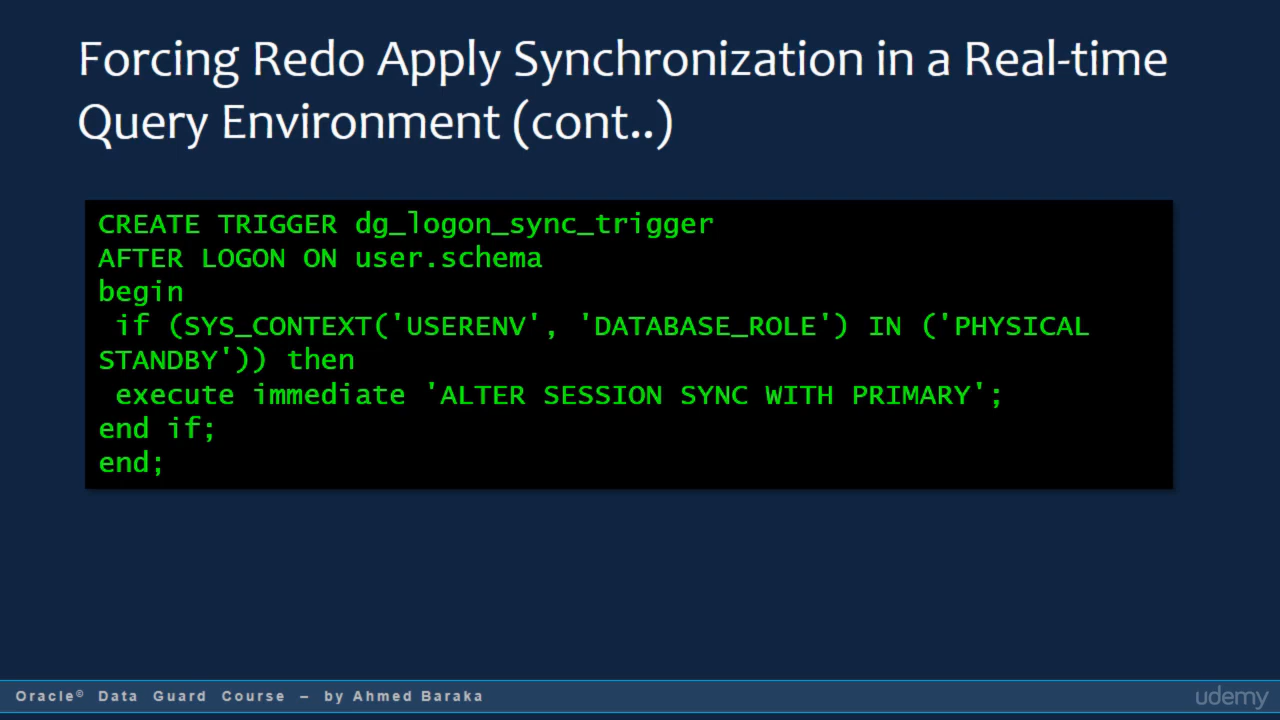 Forcing Redo Apply Synchronization in a Real-time
Query Environment (cont..)
CREATE TRIGGER dg_logon_sync_trigger
AFTER LOGON ON user.schema
begin
 if (SYS_CONTEXT('USERENV', 'DATABASE_ROLE') IN ('PHYSICAL
STANDBY')) then
 execute immediate 'ALTER SESSION SYNC WITH PRIMARY';
end if;
end;
Oracle© Data Guard Course – by Ahmed Baraka
udemy